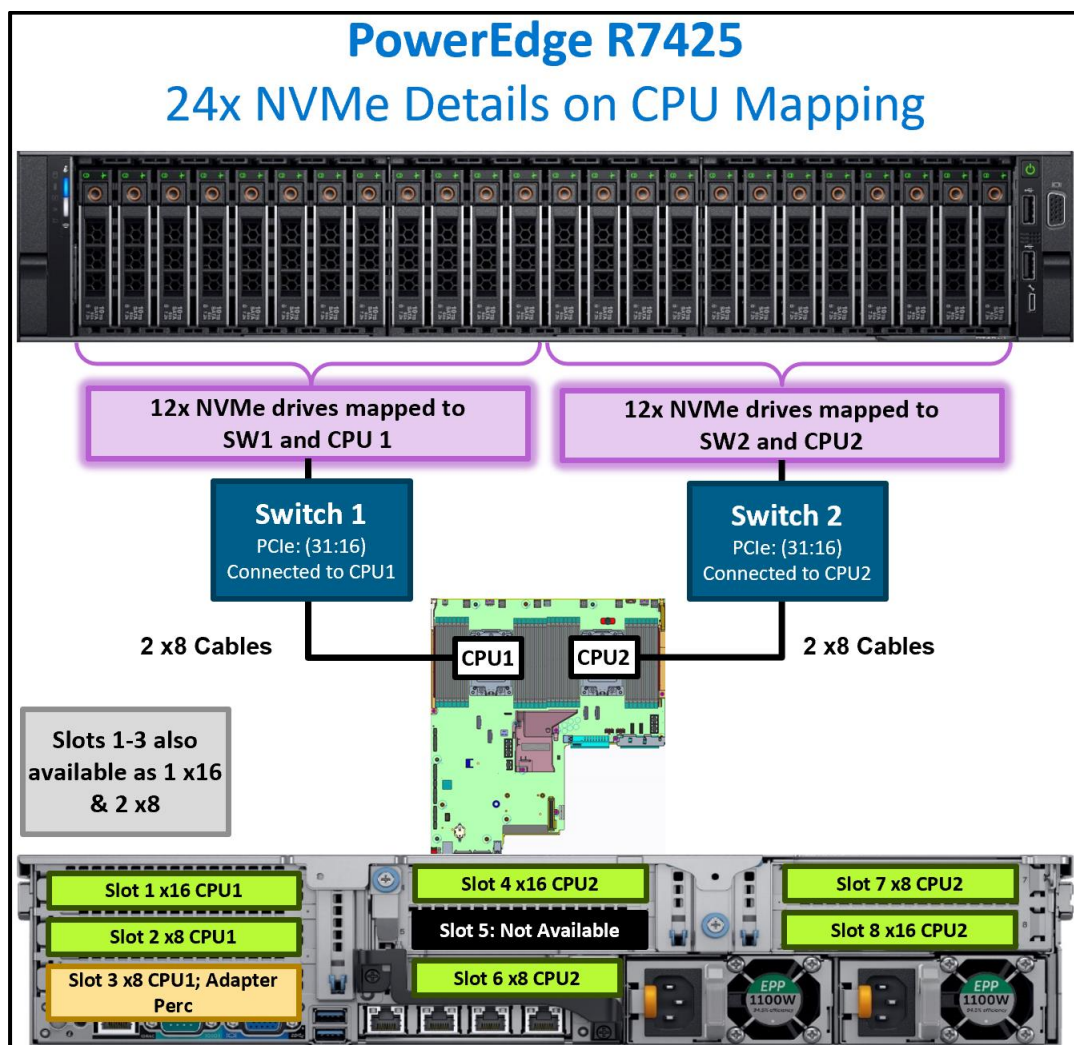 PowerEdge R7425
24x NVMe Details on CPU Mapping
12x NVMe drives mapped to
SW1 and CPU 1
12x NVMe drives mapped to
SW2 and CPU2
Switch 1
PCIe: (31:16)
Connected to CPU1
Switch 2
PCIe: (31:16)
Connected to CPU2
2 x8 Cables
CPU1
CPU2
2 x8 Cables
Slots 1-3 also
available as 1 x16
& 2 x8
Slot 1 x16 CPU1
Slot 4 x16 CPU2
Slot 7 x8 CPU2
Slot 2 x8 CPU1
Slot 5: Not Available
Slot 8 x16 CPU2
Slot 3 x8 CPU1; Adapter
Perc
Slot 6 x8 CPU2
EPP
1100W
EPP
1100W